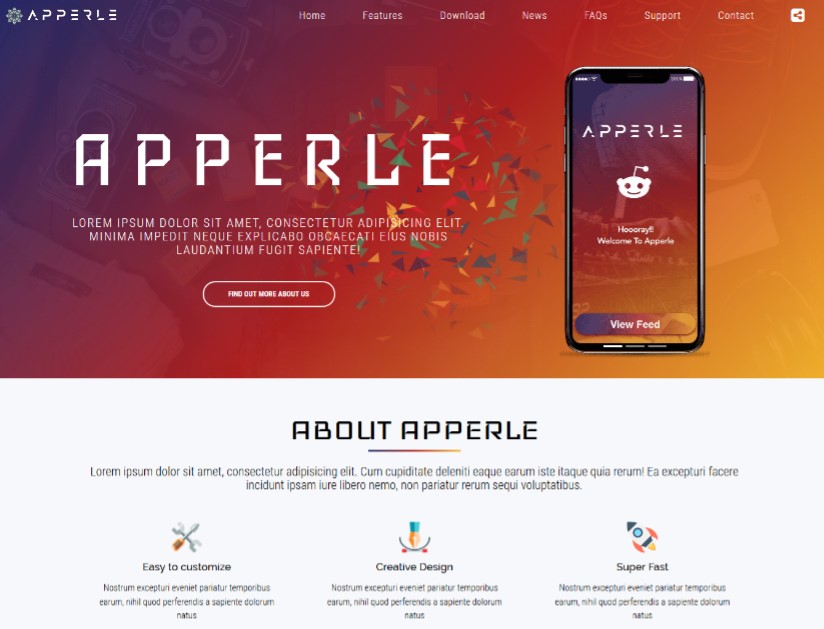 APPERLE
Home Features Download News FAQs Support Contact
APPERLE
LOREM IPSUM DOLOR SIT AMET, CONSECTETUR ADIPISICING ELIT.
MINIMA IMPEDIT NEQUE EXPLICABO OBCAECATI EIUS NOBIS
LAUDANTIUM FUGIT SAPIENTE!
FIND OUT MORE ABOUT US
APPERLE
Hoooray!!
Welcome To Apperle
View Feed
ABOUT APPERLE
Lorem ipsum dolor sit amet, consectetur adipisicing elit. Cum cupiditate deleniti eaque earum iste itaque quia rerum! Ea excepturi facere
incidunt ipsam iure libero nemo, non pariatur rerum sequi voluptatibus.
Easy to customize
Nostrum excepturi eveniet pariatur temporibus
earum, nihil quod perferendis a sapiente dolorum
natus
Creative Design
Nostrum excepturi eveniet pariatur temporibus
earum, nihil quod perferendis a sapiente dolorum
natus
Super Fast
Nostrum excepturi eveniet pariatur temporibus
earum, nihil quod perferendis a sapiente dolorum
natus